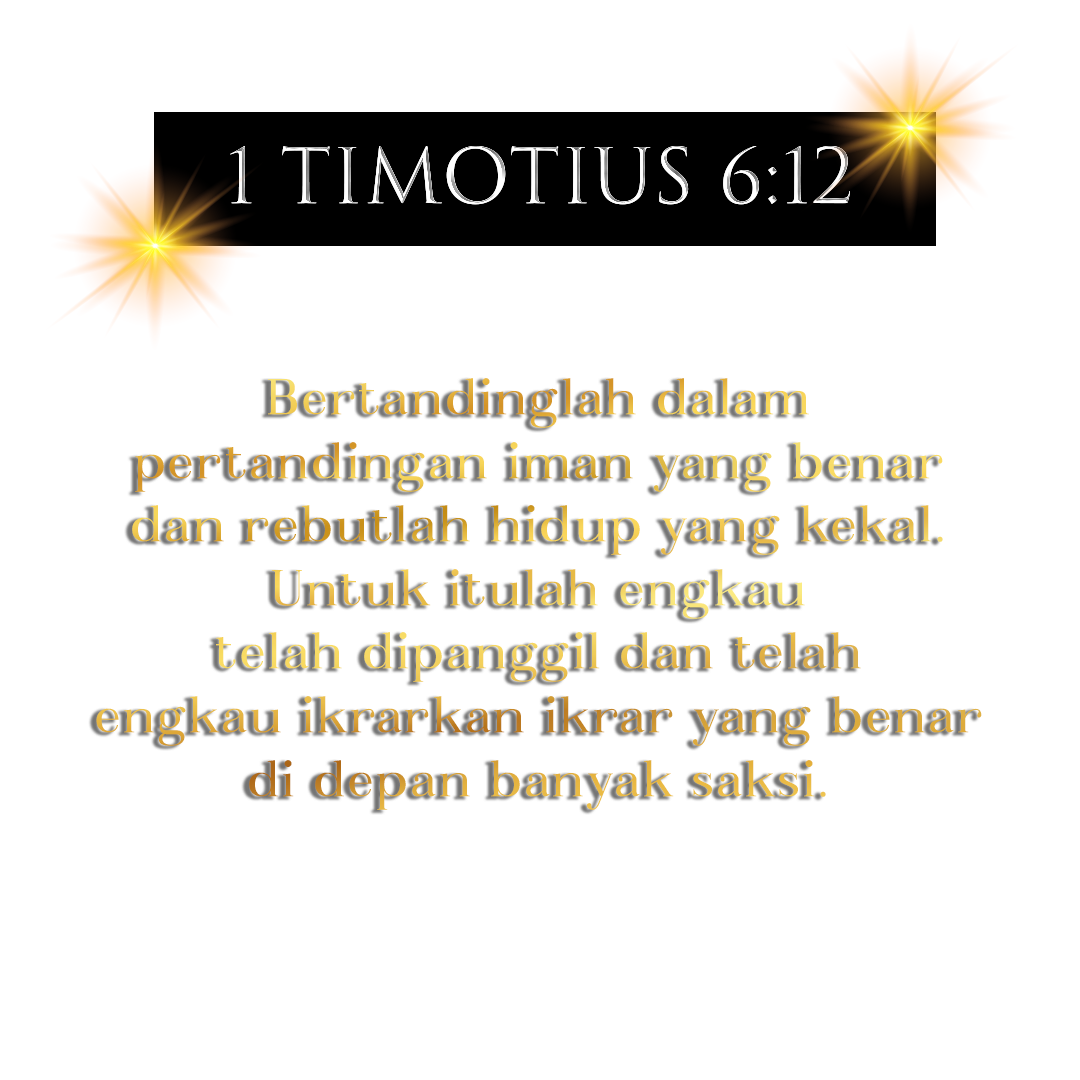 1 TIMOTIUS 6:12
Bertandinglah dalam
pertandingan iman yang benar
dan rebutlah hidup yang kekal.
Untuk itulah engkau
telah dipanggil dan telah
engkau ikrarkan ikrar yang benar
di depan banyak saksi.